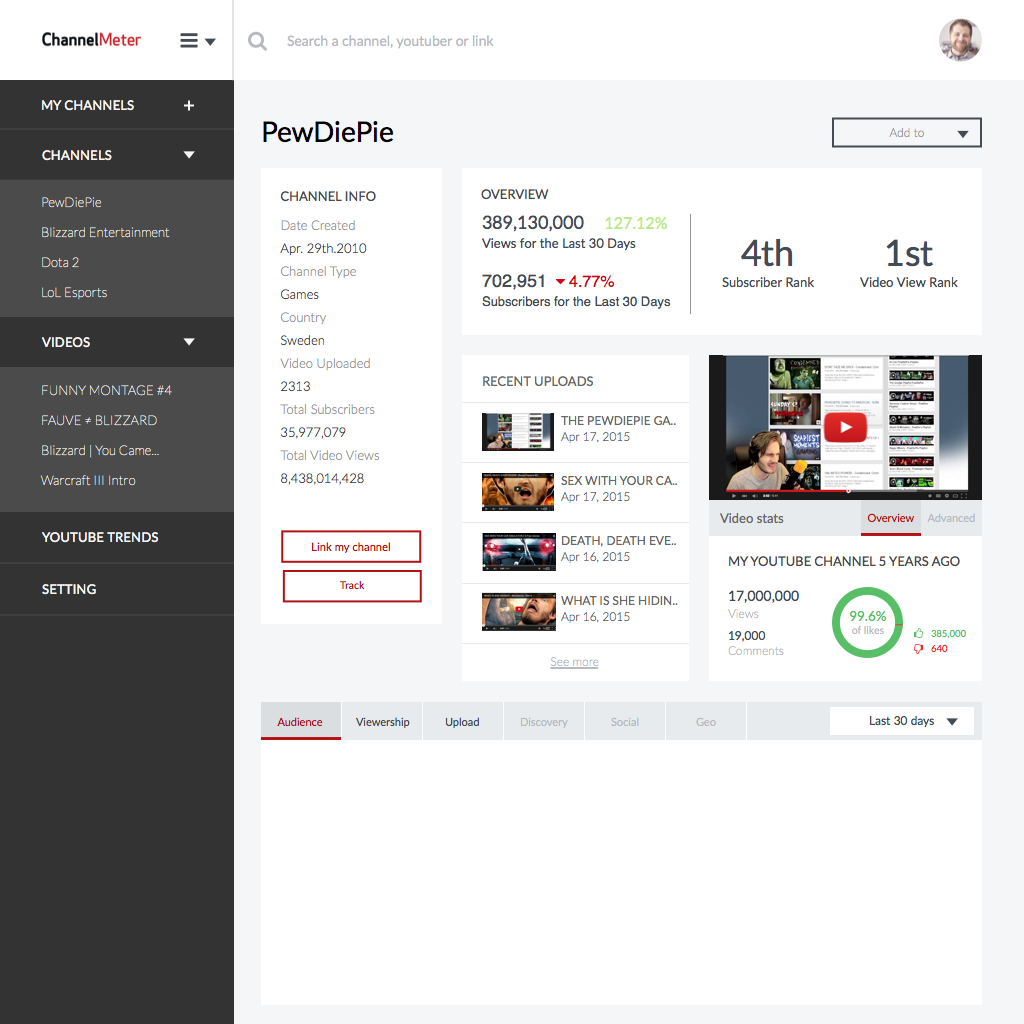 ChannelMeter
Search a channel, youtuber or link
MY CHANNELS +
CHANNELS
PewDiePie
Blizzard Entertainment
Dota 2
LoL Esports
VIDEOS
FUNNY MONTAGE #4
FAUVE ≠ BLIZZARD
Blizzard | You Came...
Warcraft III Intro
YOUTUBE TRENDS
SETTING
PewDiePie
Add to
CHANNEL INFO
Date Created
Apr. 29th.2010
Channel Type
Games
Country
Sweden
Video Uploaded
2313
Total Subscribers
35,977,079
Total Video Views
8,438,014,428
Link my channel
Track
OVERVIEW
389,130,000 127.12%
Views for the Last 30 Days
702,951 4.77%
Subscribers for the Last 30 Days
4th
Subscriber Rank
1st
Video View Rank
RECENT UPLOADS
THE PEWDIEPIE GA..
Apr 17, 2015
SEX WITH YOUR CA..
Apr 17, 2015
DEATH, DEATH EVE..
Apr 16, 2015
WHAT IS SHE HIDIN..
Apr 16, 2015
See more
Video stats
Overview
Advanced
MY YOUTUBE CHANNEL 5 YEARS AGO
17,000,000
Views
19,000
Comments
99.6%
of likes
385,000
640
Audience
Viewership
Upload
Discovery
Social
Geo
Last 30 days